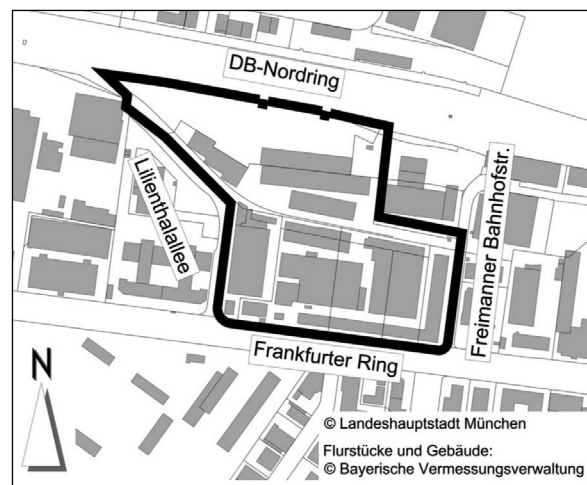 DB-Nordring
Lilienthalallee
Freimanner Bahnhofstr.
Frankfurter Ring
N
© Landeshauptstadt München
Flurstücke und Gebäude:
© Bayerische Vermessungsverwaltung